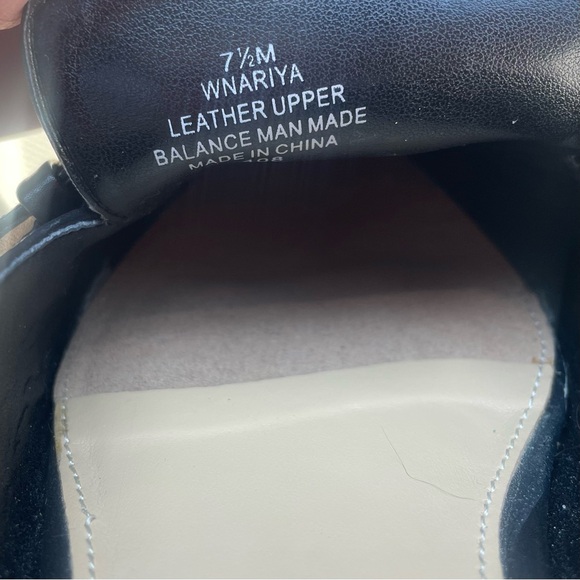 7½M
WNARIYA
LEATHER UPPER
BALANCE MAN MADE
MADE IN CHINA